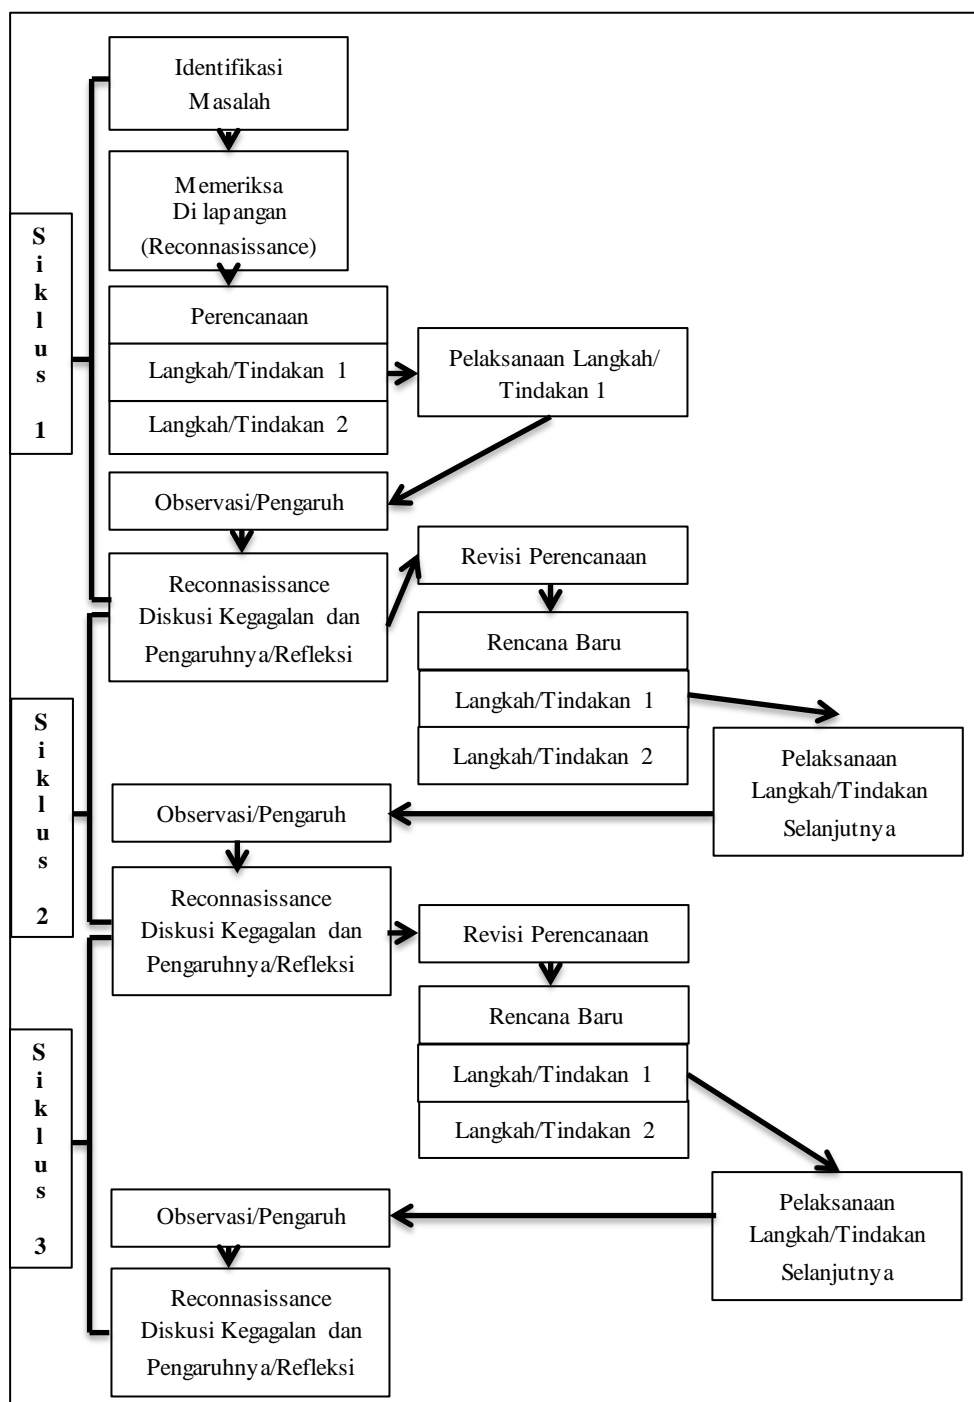 Identifikasi
Masalah
Memeriksa
Di lapangan
(Reconnasissance)
Siklus 1
Perencanaan
Langkah/Tindakan 1
Langkah/Tindakan 2
Pelaksanaan Langkah/
Tindakan 1
Observasi/Pengaruh
Reconnasissance
Diskusi Kegagalan dan
Pengaruhnya/Refleksi
Revisi Perencanaan
Rencana Baru
Langkah/Tindakan 1
Langkah/Tindakan 2
Siklus 2
Pelaksanaan
Langkah/Tindakan
Selanjutnya
Observasi/Pengaruh
Reconnasissance
Diskusi Kegagalan dan
Pengaruhnya/Refleksi
Revisi Perencanaan
Rencana Baru
Langkah/Tindakan 1
Langkah/Tindakan 2
Siklus 3
Pelaksanaan
Langkah/Tindakan
Selanjutnya
Observasi/Pengaruh
Reconnasissance
Diskusi Kegagalan dan
Pengaruhnya/Refleksi